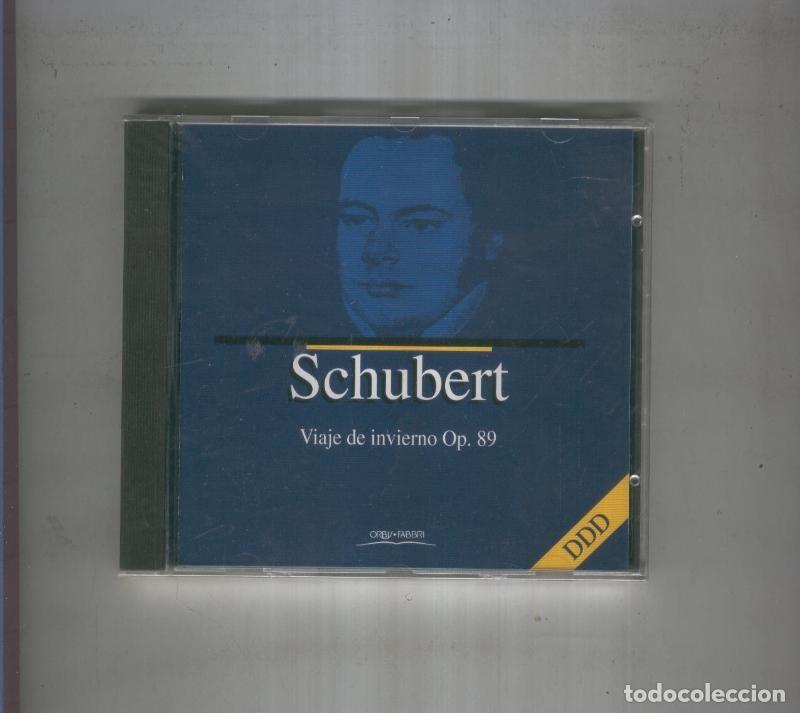 Schubert
Viaje de invierno Op. 89
ORBIS•FABBRI
DDD
todocoleccion